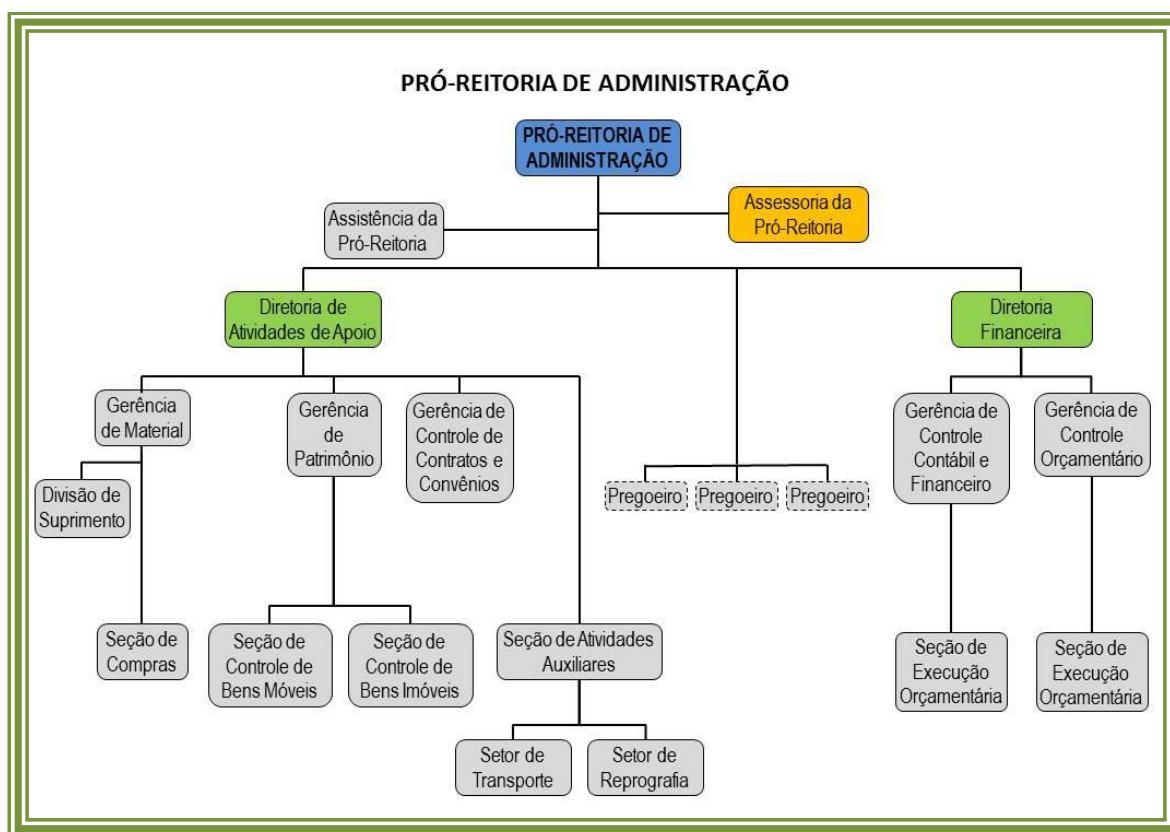 PRÓ-REITORIA DE ADMINISTRAÇÃO
PRÓ-REITORIA DE
ADMINISTRAÇÃO
Assistência da
Pró-Reitoria
Assessoria da
Pró-Reitoria
Diretoria de
Atividades de Apoio
Diretoria
Financeira
Gerência
de Material
Gerência
de
Patrimônio
Gerência de
Controle de
Contratos e
Convênios
Gerência de
Controle
Contábil e
Financeiro
Gerência de
Controle
Orçamentário
Divisão de
Suprimento
Pregoeiro
Pregoeiro
Pregoeiro
Seção de
Compras
Seção de
Controle de
Bens Móveis
Seção de
Controle de
Bens Imóveis
Seção de Atividades
Auxiliares
Seção de
Execução
Orçamentária
Seção de
Execução
Orçamentária
Setor de
Transporte
Setor de
Reprografia